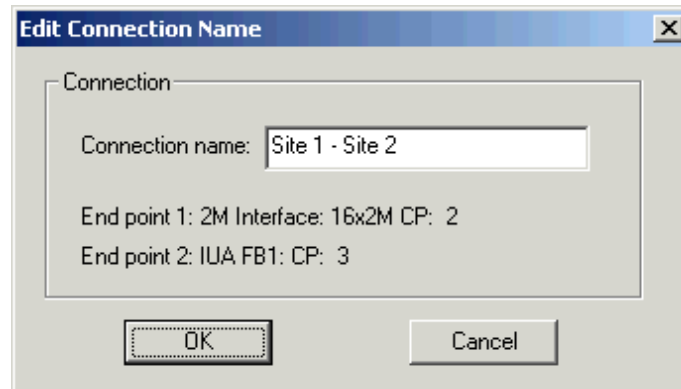 Edit Connection Name
Connection
Connection name: Site 1 - Site 2
End point 1: 2M Interface: 16x2M CP: 2
End point 2: IUA FB1: CP: 3
OK Cancel